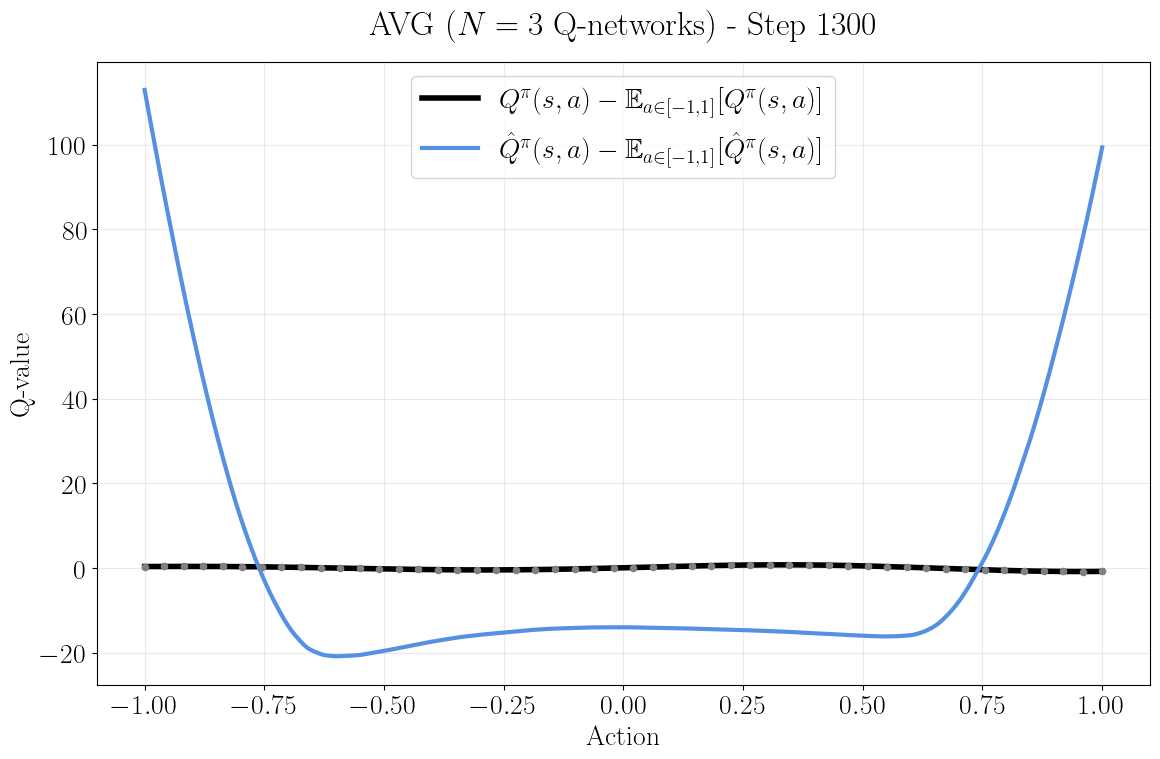 AVG (N = 3 Q-networks) - Step 1300
Q^π(s, a) − 𝔼_{a∈[−1,1]}[Q^π(s, a)]
Q̂^π(s, a) − 𝔼_{a∈[−1,1]}[Q̂^π(s, a)]
100
80
60
40
20
0
−20
Q-value
−1.00 −0.75 −0.50 −0.25 0.00 0.25 0.50 0.75 1.00
Action